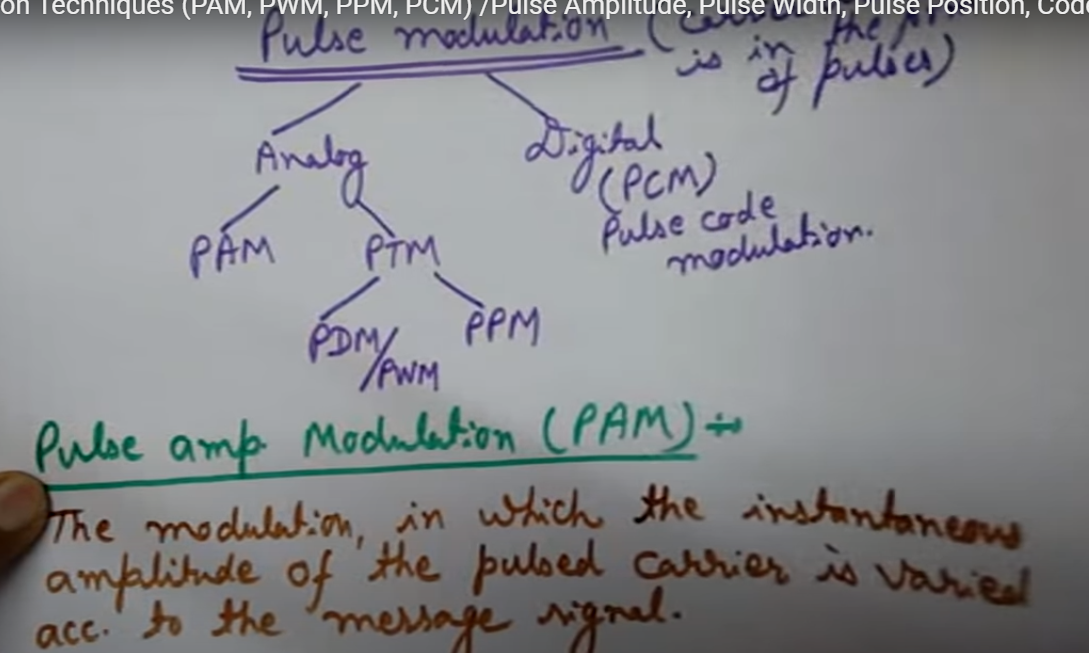 on Techniques (PAM, PWM, PPM, PCM) /Pulse Amplitude, Pulse Width, Pulse Position, Code
Pulse modulation (
the
is in
of pulses)
Analog
Digital
(PCM)
Pulse code
modulation.
PAM
PTM
PDM/
PWM
PPM
Pulse amp. Modulation (PAM) ÷→
The modulation, in which the instantaneous
amplitude of the pulsed carrier is varied
acc. to the message signal.